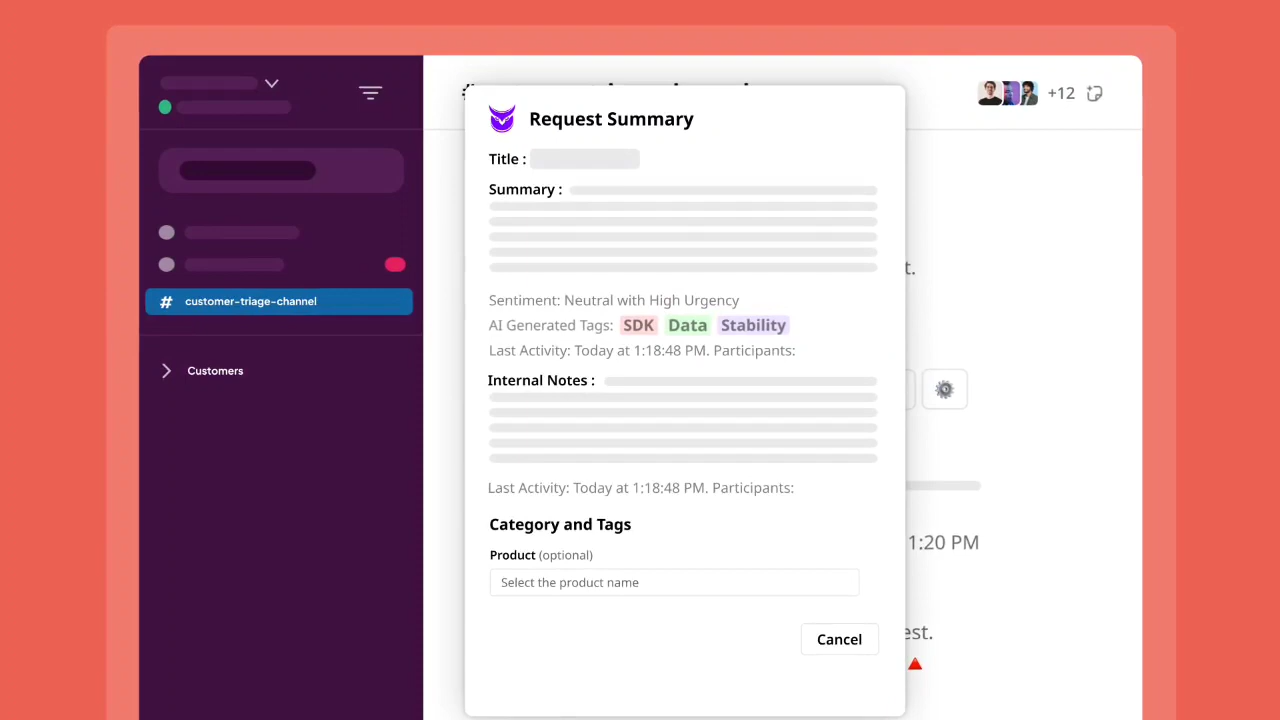 +12
Request Summary
Title :
Summary :
t.
Sentiment: Neutral with High Urgency
AI Generated Tags: SDK Data Stability
# customer-triage-channel
Last Activity: Today at 1:18:48 PM. Participants:
Customers
Internal Notes :
Last Activity: Today at 1:18:48 PM. Participants:
Category and Tags
1:20 PM
Product (optional)
Select the product name
est.
Cancel